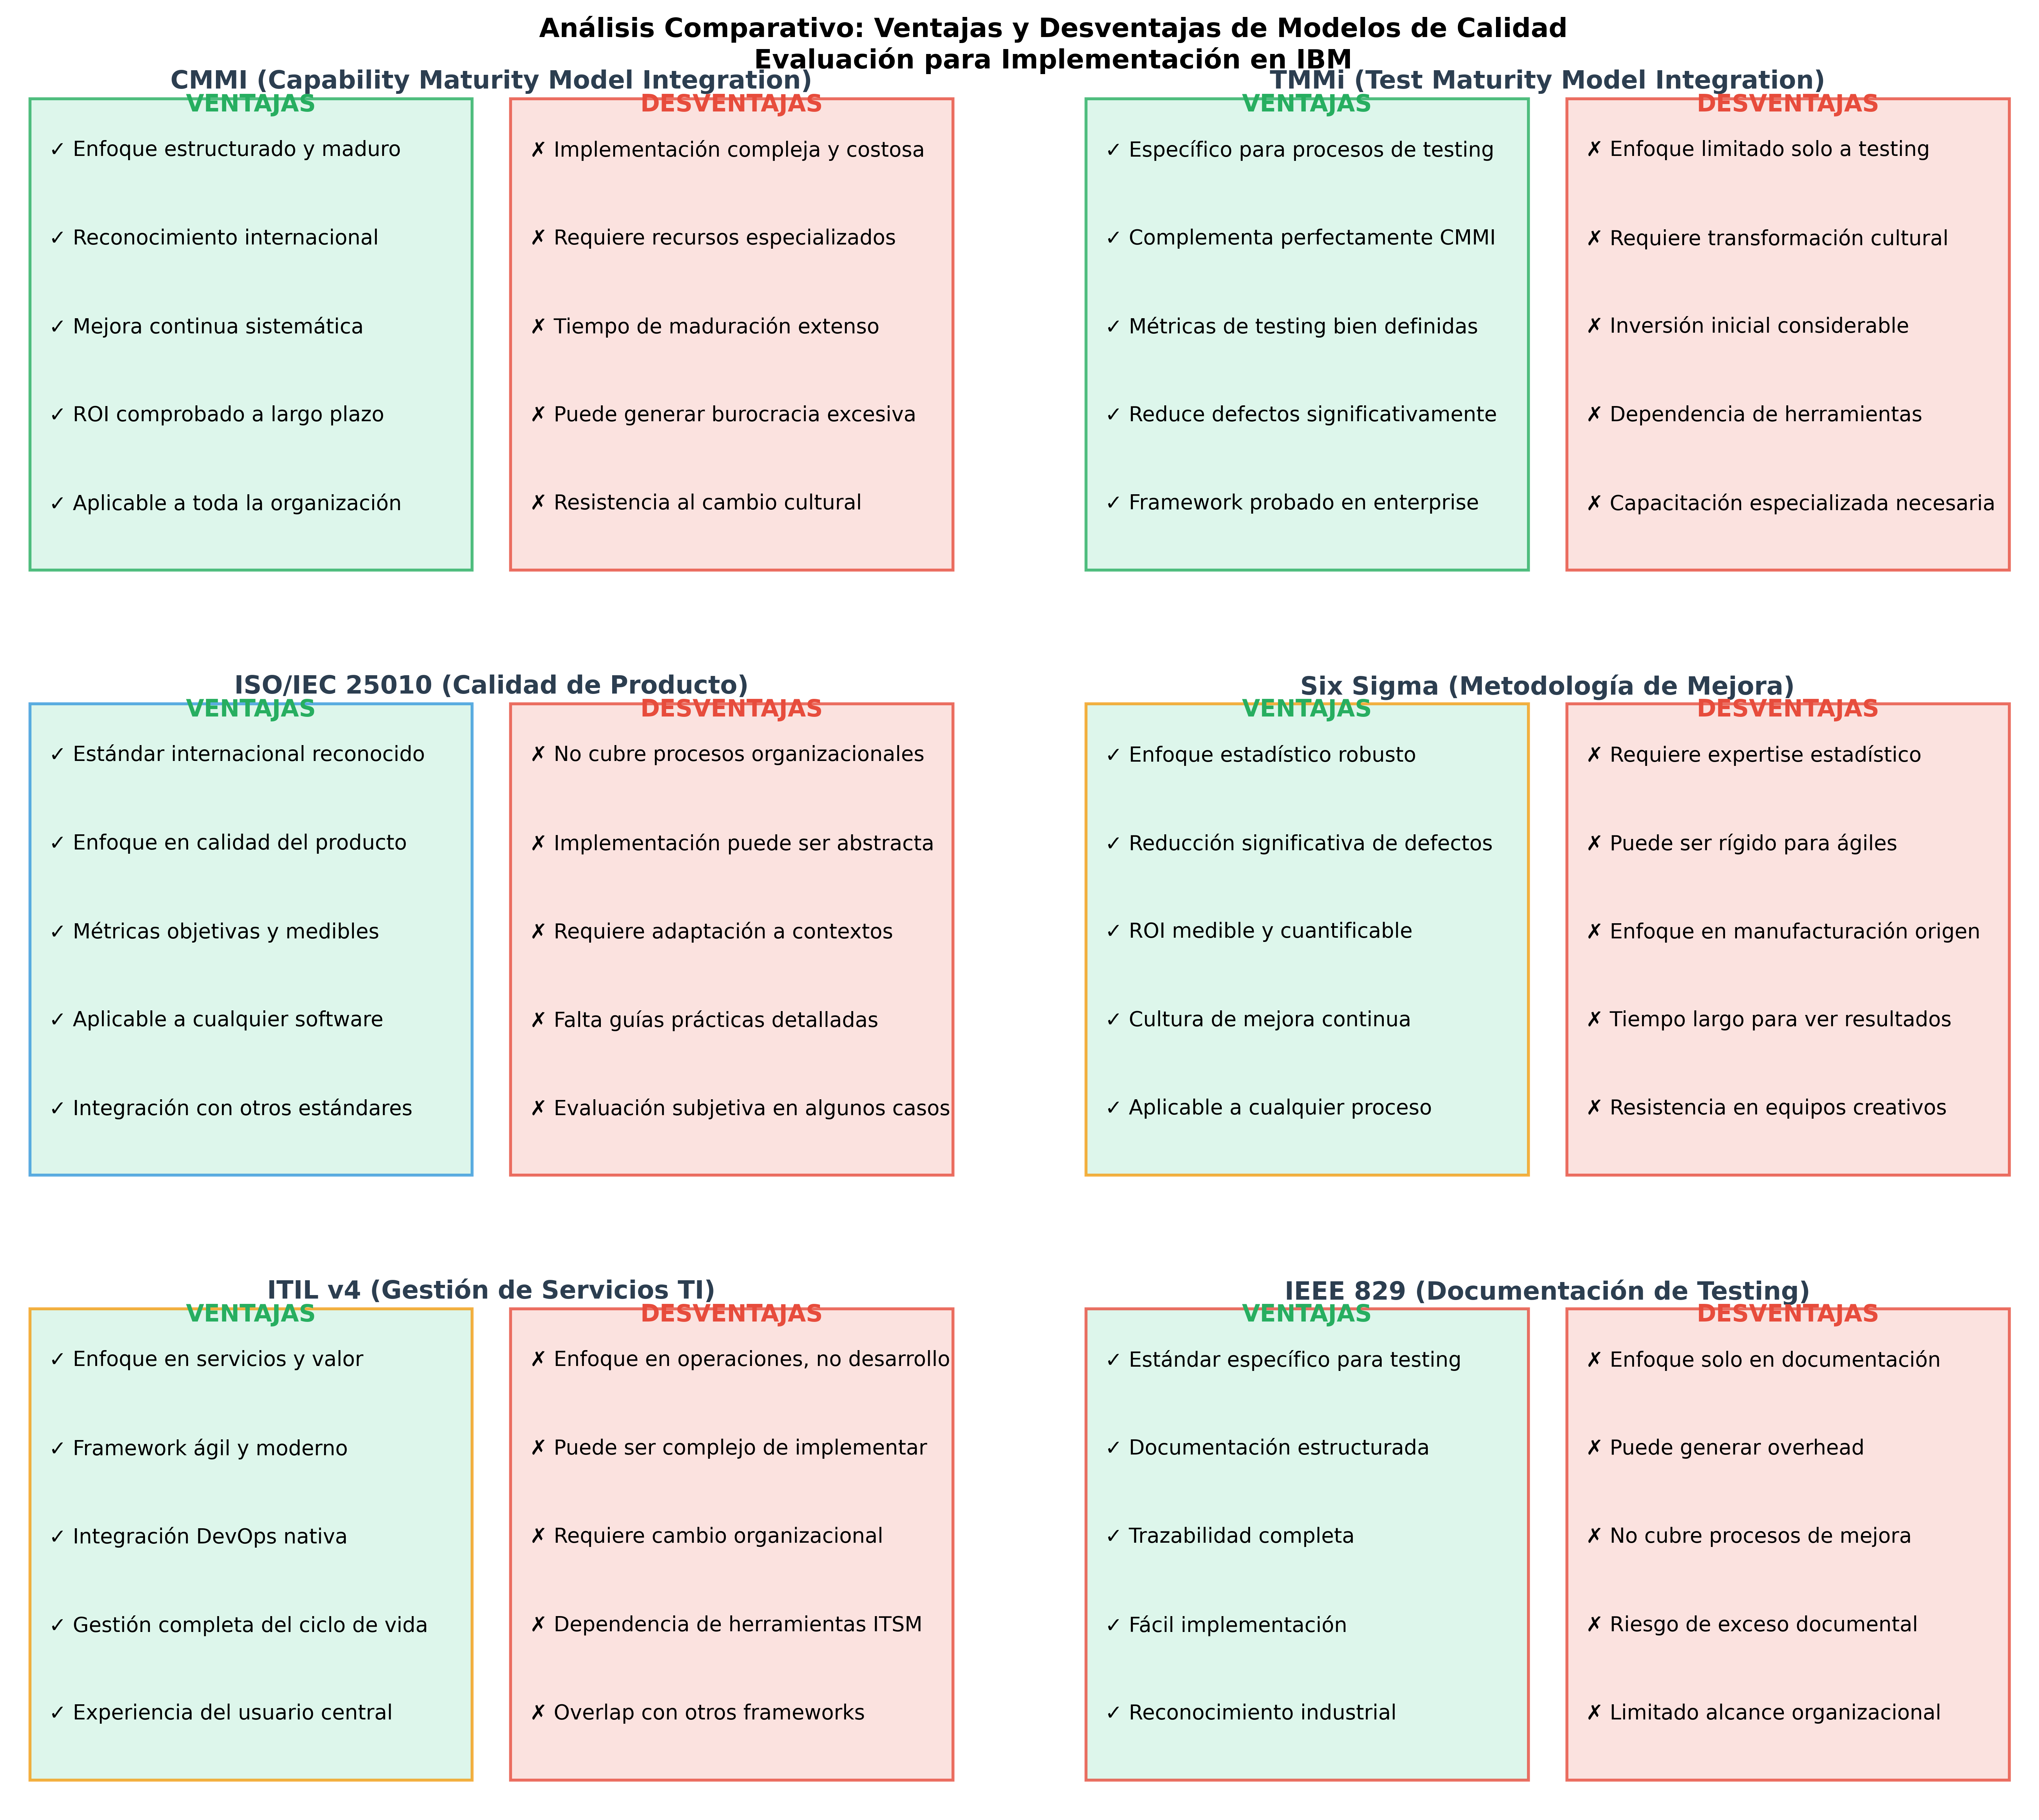 Análisis Comparativo: Ventajas y Desventajas de Modelos de Calidad
Evaluación para Implementación en IBM
CMMI (Capability Maturity Model Integration)
VENTAJAS
✓ Enfoque estructurado y maduro
✓ Reconocimiento internacional
✓ Mejora continua sistemática
✓ ROI comprobado a largo plazo
✓ Aplicable a toda la organización
DESVENTAJAS
✗ Implementación compleja y costosa
✗ Requiere recursos especializados
✗ Tiempo de maduración extenso
✗ Puede generar burocracia excesiva
✗ Resistencia al cambio cultural
TMMi (Test Maturity Model Integration)
VENTAJAS
✓ Específico para procesos de testing
✓ Complementa perfectamente CMMI
✓ Métricas de testing bien definidas
✓ Reduce defectos significativamente
✓ Framework probado en enterprise
DESVENTAJAS
✗ Enfoque limitado solo a testing
✗ Requiere transformación cultural
✗ Inversión inicial considerable
✗ Dependencia de herramientas
✗ Capacitación especializada necesaria
ISO/IEC 25010 (Calidad de Producto)
VENTAJAS
✓ Estándar internacional reconocido
✓ Enfoque en calidad del producto
✓ Métricas objetivas y medibles
✓ Aplicable a cualquier software
✓ Integración con otros estándares
DESVENTAJAS
✗ No cubre procesos organizacionales
✗ Implementación puede ser abstracta
✗ Requiere adaptación a contextos
✗ Falta guías prácticas detalladas
✗ Evaluación subjetiva en algunos casos
Six Sigma (Metodología de Mejora)
VENTAJAS
✓ Enfoque estadístico robusto
✓ Reducción significativa de defectos
✓ ROI medible y cuantificable
✓ Cultura de mejora continua
✓ Aplicable a cualquier proceso
DESVENTAJAS
✗ Requiere expertise estadístico
✗ Puede ser rígido para ágiles
✗ Enfoque en manufacturación origen
✗ Tiempo largo para ver resultados
✗ Resistencia en equipos creativos
ITIL v4 (Gestión de Servicios TI)
VENTAJAS
✓ Enfoque en servicios y valor
✓ Framework ágil y moderno
✓ Integración DevOps nativa
✓ Gestión completa del ciclo de vida
✓ Experiencia del usuario central
DESVENTAJAS
✗ Enfoque en operaciones, no desarrollo
✗ Puede ser complejo de implementar
✗ Requiere cambio organizacional
✗ Dependencia de herramientas ITSM
✗ Overlap con otros frameworks
IEEE 829 (Documentación de Testing)
VENTAJAS
✓ Estándar específico para testing
✓ Documentación estructurada
✓ Trazabilidad completa
✓ Fácil implementación
✓ Reconocimiento industrial
DESVENTAJAS
✗ Enfoque solo en documentación
✗ Puede generar overhead
✗ No cubre procesos de mejora
✗ Riesgo de exceso documental
✗ Limitado alcance organizacional